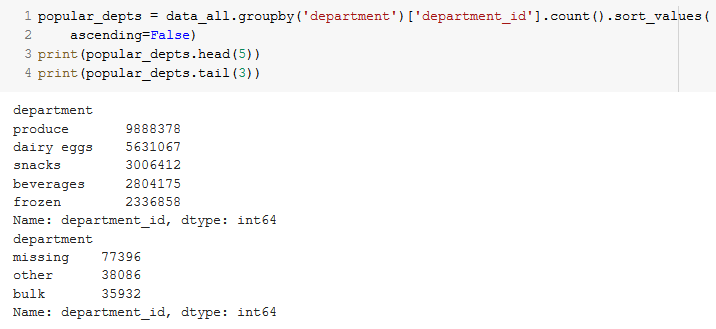 1 popular_depts = data_all.groupby('department')['department_id'].count().sort_values(
2     ascending=False)
3 print(popular_depts.head(5))
4 print(popular_depts.tail(3))
department
produce       9888378
dairy eggs    5631067
snacks        3006412
beverages     2804175
frozen        2336858
Name: department_id, dtype: int64
department
missing    77396
other      38086
bulk       35932
Name: department_id, dtype: int64